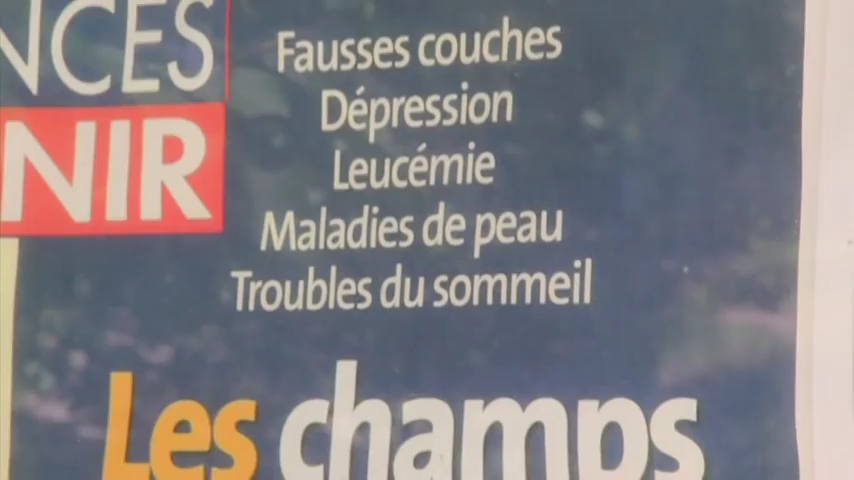 NCES
NIR
Fausses couches
Dépression
Leucémie
Maladies de peau
Troubles du sommeil
Les champs